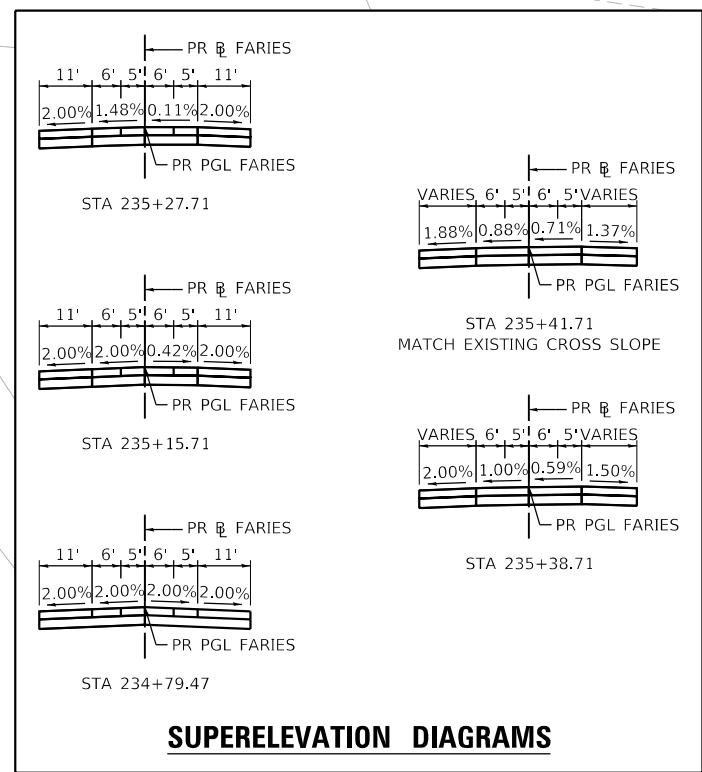 PR ⅊ FARIES
11' 6' 5' 6' 5' 11'
2.00% 1.48% 0.11% 2.00%
PR PGL FARIES
STA 235+27.71
PR ⅊ FARIES
11' 6' 5' 6' 5' 11'
2.00% 2.00% 0.42% 2.00%
PR PGL FARIES
STA 235+15.71
PR ⅊ FARIES
11' 6' 5' 6' 5' 11'
2.00% 2.00% 2.00% 2.00%
PR PGL FARIES
STA 234+79.47
PR ⅊ FARIES
VARIES 6' 5' 6' 5' VARIES
1.88% 0.88% 0.71% 1.37%
PR PGL FARIES
STA 235+41.71
MATCH EXISTING CROSS SLOPE
PR ⅊ FARIES
VARIES 6' 5' 6' 5' VARIES
2.00% 1.00% 0.59% 1.50%
PR PGL FARIES
STA 235+38.71
SUPERELEVATION DIAGRAMS